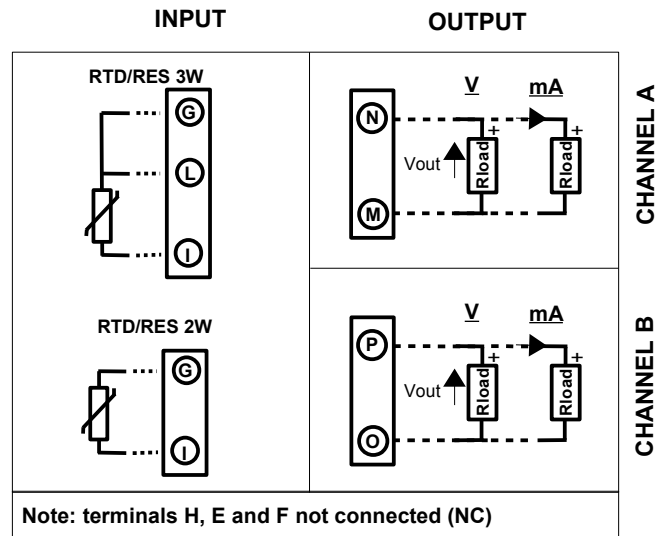 INPUT
OUTPUT
RTD/RES 3W
G
L
I
RTD/RES 2W
G
I
V
mA
N
M
Vout
+
Rload
+
Rload
CHANNEL A
V
mA
P
O
Vout
+
Rload
+
Rload
CHANNEL B
Note: terminals H, E and F not connected (NC)